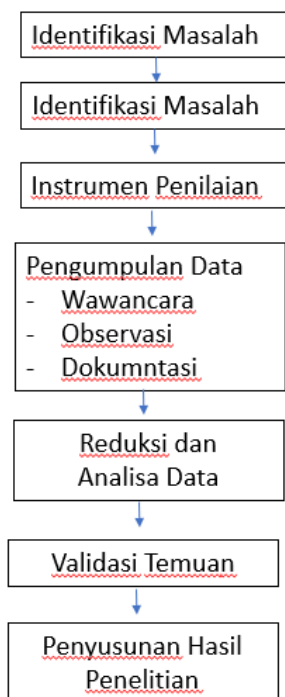 Identifikasi Masalah
Identifikasi Masalah
Instrumen Penilaian
Pengumpulan Data
- Wawancara
- Observasi
- Dokumntasi
Reduksi dan
Analisa Data
Validasi Temuan
Penyusunan Hasil
Penelitian